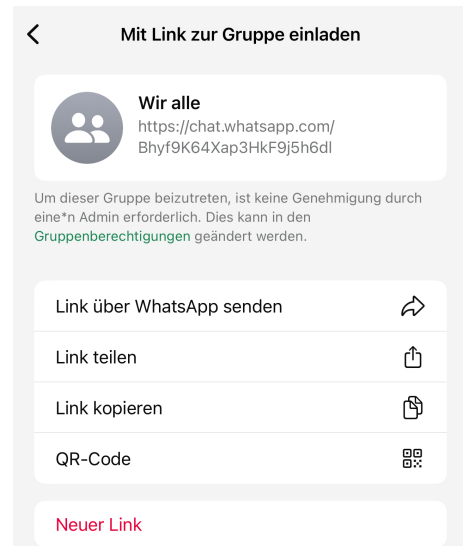 Mit Link zur Gruppe einladen
Wir alle
https://chat.whatsapp.com/
Bhyf9K64Xap3HkF9j5h6dl
Um dieser Gruppe beizutreten, ist keine Genehmigung durch
eine*n Admin erforderlich. Dies kann in den
Gruppenberechtigungen geändert werden.
Link über WhatsApp senden
Link teilen
Link kopieren
QR-Code
Neuer Link